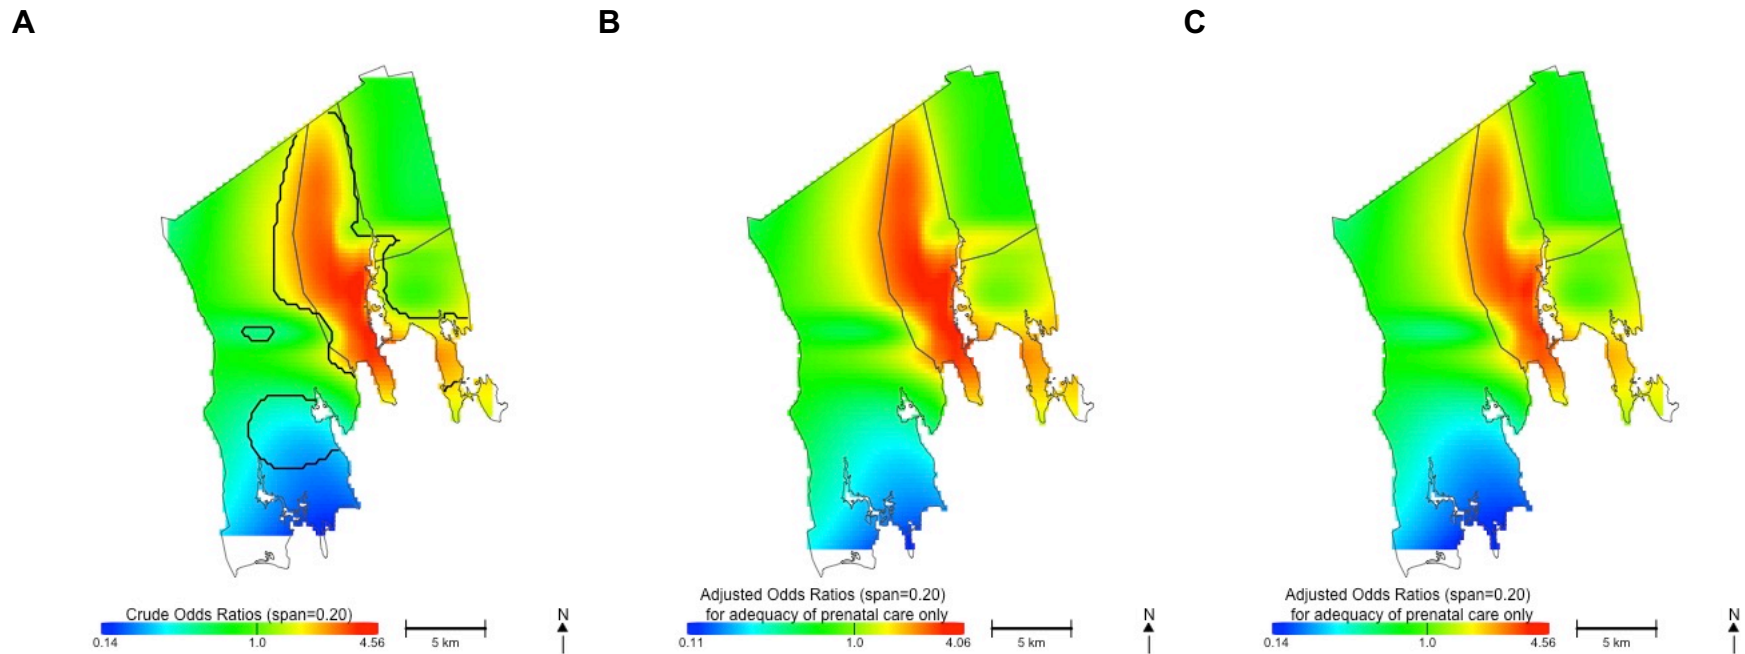 A
B
C
Crude Odds Ratios (span=0.20)
0.14
1.0
4.56
5 km
N
Adjusted Odds Ratios (span=0.20)
for adequacy of prenatal care only
0.11
1.0
4.06
5 km
N
Adjusted Odds Ratios (span=0.20)
for adequacy of prenatal care only
0.14
1.0
4.56
5 km
N